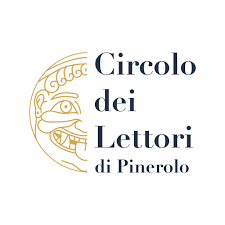 Circolo
dei
Lettori
di Pinerolo